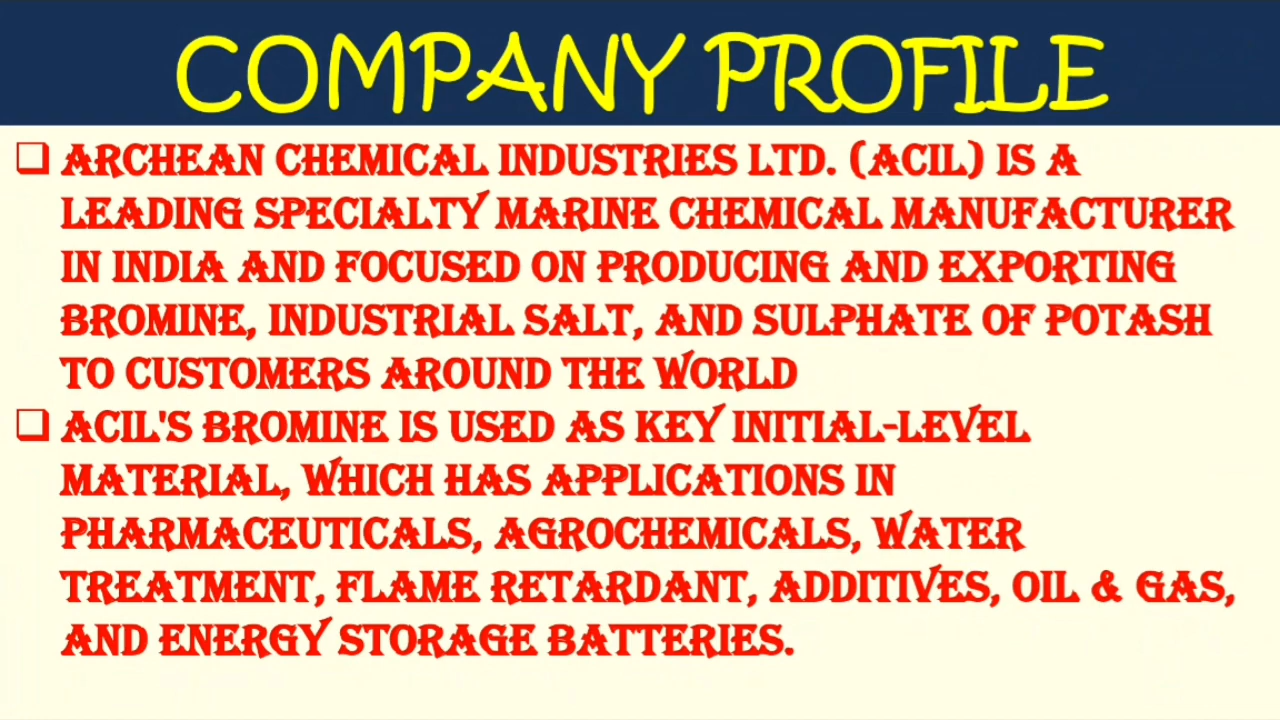 COMPANY PROFILE
❑ ARCHEAN CHEMICAL INDUSTRIES LTD. (ACIL) IS A
LEADING SPECIALTY MARINE CHEMICAL MANUFACTURER
IN INDIA AND FOCUSED ON PRODUCING AND EXPORTING
BROMINE, INDUSTRIAL SALT, AND SULPHATE OF POTASH
TO CUSTOMERS AROUND THE WORLD
❑ ACIL'S BROMINE IS USED AS KEY INITIAL-LEVEL
MATERIAL, WHICH HAS APPLICATIONS IN
PHARMACEUTICALS, AGROCHEMICALS, WATER
TREATMENT, FLAME RETARDANT, ADDITIVES, OIL & GAS,
AND ENERGY STORAGE BATTERIES.